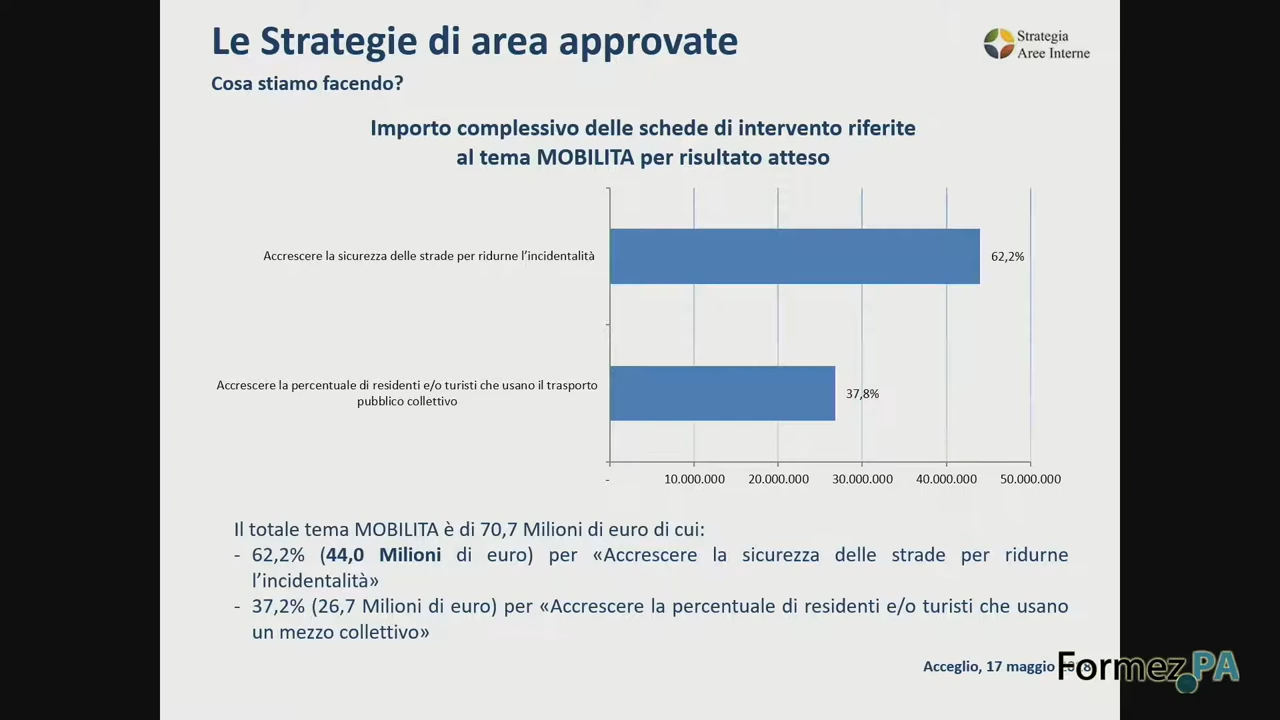 Le Strategie di area approvate
Strategia
Aree Interne
Cosa stiamo facendo?
Importo complessivo delle schede di intervento riferite
al tema MOBILITA per risultato atteso
Accrescere la sicurezza delle strade per ridurne l'incidentalità
62,2%
Accrescere la percentuale di residenti e/o turisti che usano il trasporto
pubblico collettivo
37,8%
- 10.000.000 20.000.000 30.000.000 40.000.000 50.000.000
Il totale tema MOBILITA è di 70,7 Milioni di euro di cui:
- 62,2% (44,0 Milioni di euro) per «Accrescere la sicurezza delle strade per ridurne
l'incidentalità»
- 37,2% (26,7 Milioni di euro) per «Accrescere la percentuale di residenti e/o turisti che usano
un mezzo collettivo»
Acceglio, 17 maggio
Formez.PA